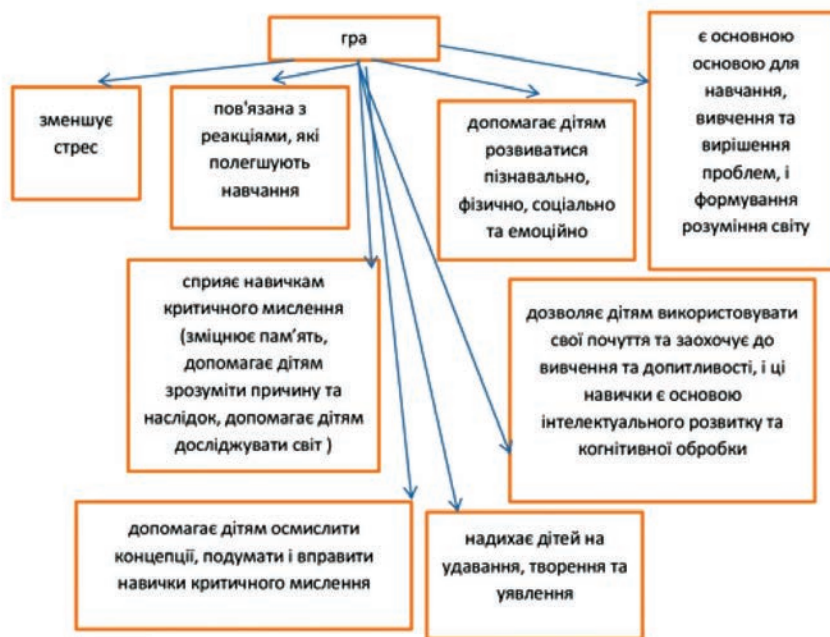 гра
зменшує
стрес
пов'язана з
реакціями, які
полегшують
навчання
допомагає дітям
розвиватися
пізнавально,
фізично, соціально
та емоційно
є основною
основою для
навчання,
вивчення та
вирішення
проблем, і
формування
розуміння світу
сприяє навичкам
критичного мислення
(зміцнює пам’ять,
допомагає дітям
зрозуміти причину та
наслідок, допомагає дітям
досліджувати світ )
дозволяє дітям використовувати
свої почуття та заохочує до
вивчення та допитливості, і ці
навички є основою
інтелектуального розвитку та
когнітивної обробки
допомагає дітям осмислити
концепції, подумати і вправити
навички критичного мислення
надихає дітей на
удавання, творення та
уявлення